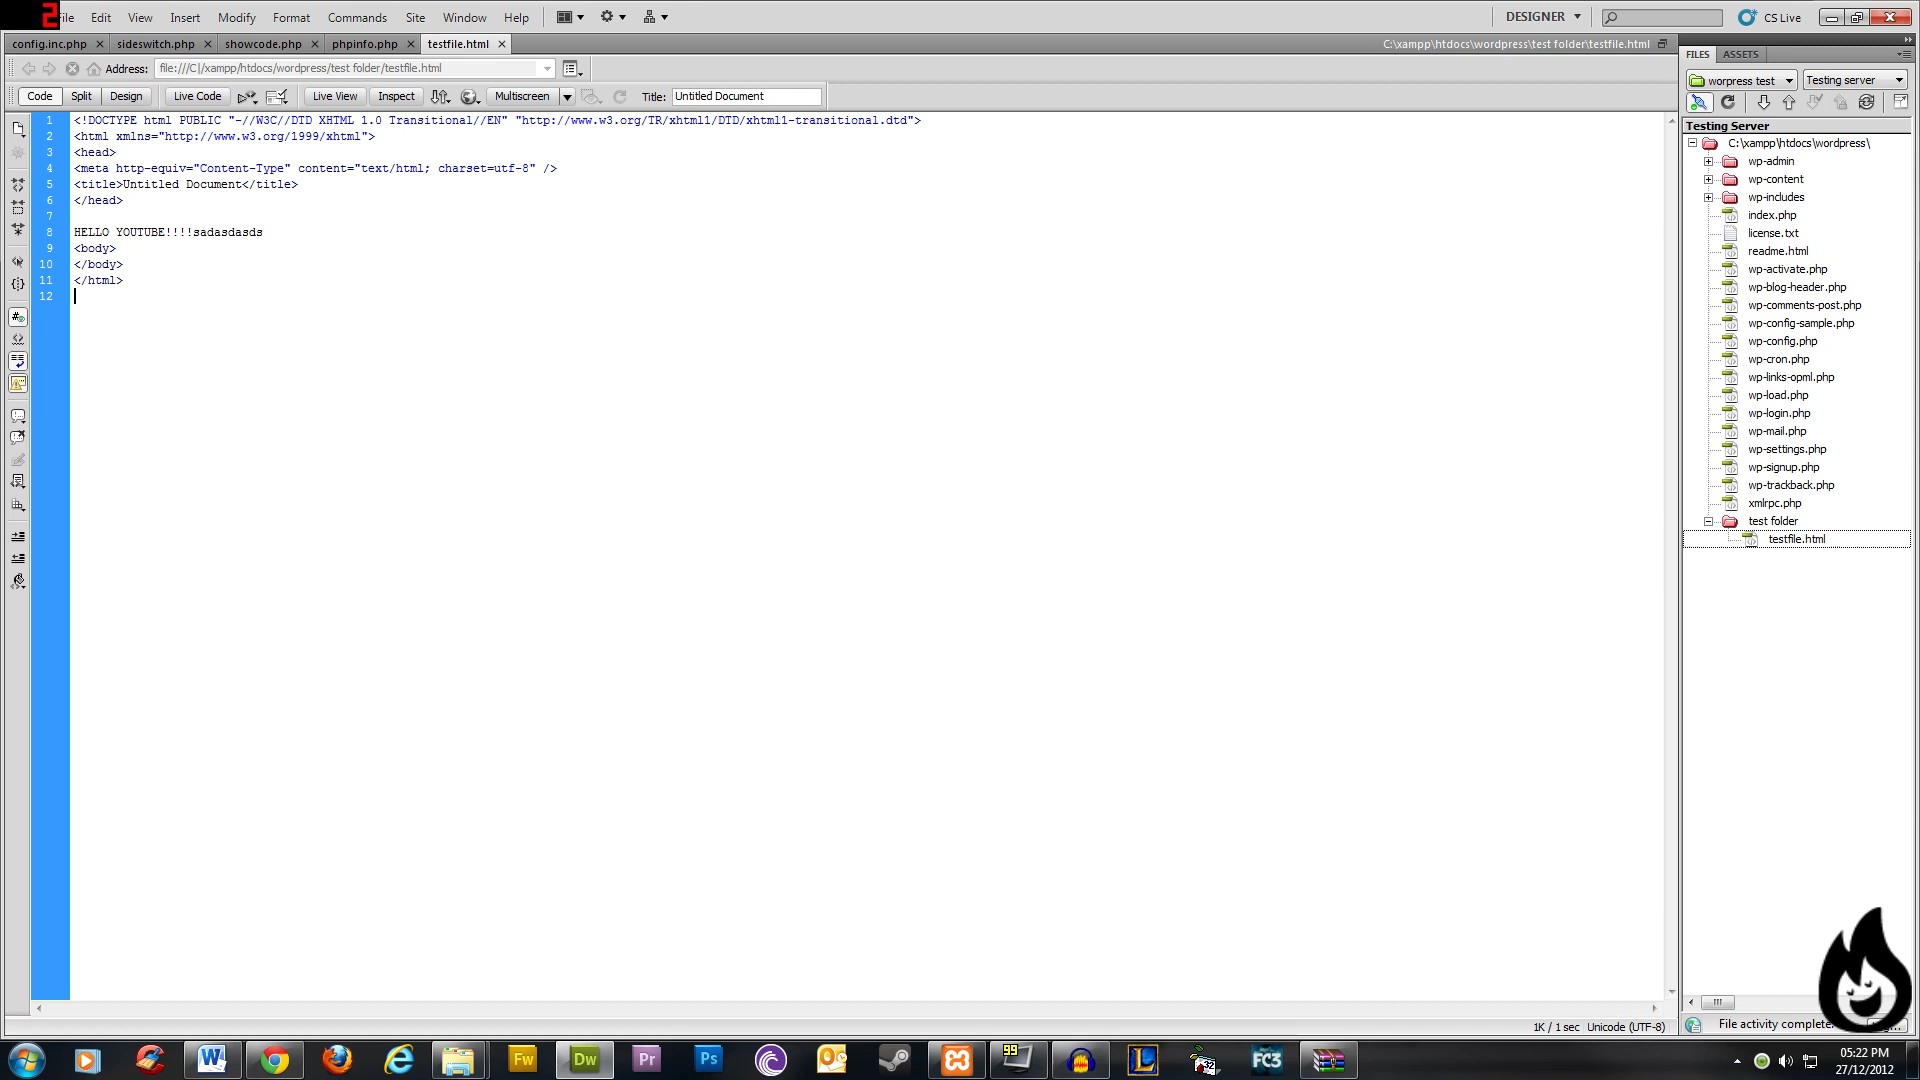 2
File Edit View Insert Modify Format Commands Site Window Help DESIGNER CS Live
config.inc.php sideswitch.php showcode.php phpinfo.php testfile.html C:\xampp\htdocs\wordpress\test folder\testfile.html
Address: file:///C|/xampp/htdocs/wordpress/test folder/testfile.html
Code Split Design Live Code Live View Inspect Multiscreen Title: Untitled Document
1 <!DOCTYPE html PUBLIC "-//W3C//DTD XHTML 1.0 Transitional//EN" "http://www.w3.org/TR/xhtml1/DTD/xhtml1-transitional.dtd">
2 <html xmlns="http://www.w3.org/1999/xhtml">
3 <head>
4 <meta http-equiv="Content-Type" content="text/html; charset=utf-8" />
5 <title>Untitled Document</title>
6 </head>
7
8 HELLO YOUTUBE!!!!sadasdasds
9 <body>
10 </body>
11 </html>
12
1K / 1 sec Unicode (UTF-8)
FILES ASSETS
worpress test Testing server
Testing Server
C:\xampp\htdocs\wordpress\
wp-admin
wp-content
wp-includes
index.php
license.txt
readme.html
wp-activate.php
wp-blog-header.php
wp-comments-post.php
wp-config-sample.php
wp-config.php
wp-cron.php
wp-links-opml.php
wp-load.php
wp-login.php
wp-mail.php
wp-settings.php
wp-signup.php
wp-trackback.php
xmlrpc.php
test folder
testfile.html
File activity complete.
W Fw Dw Pr Ps 99 L 32 FC3
05:22 PM
27/12/2012